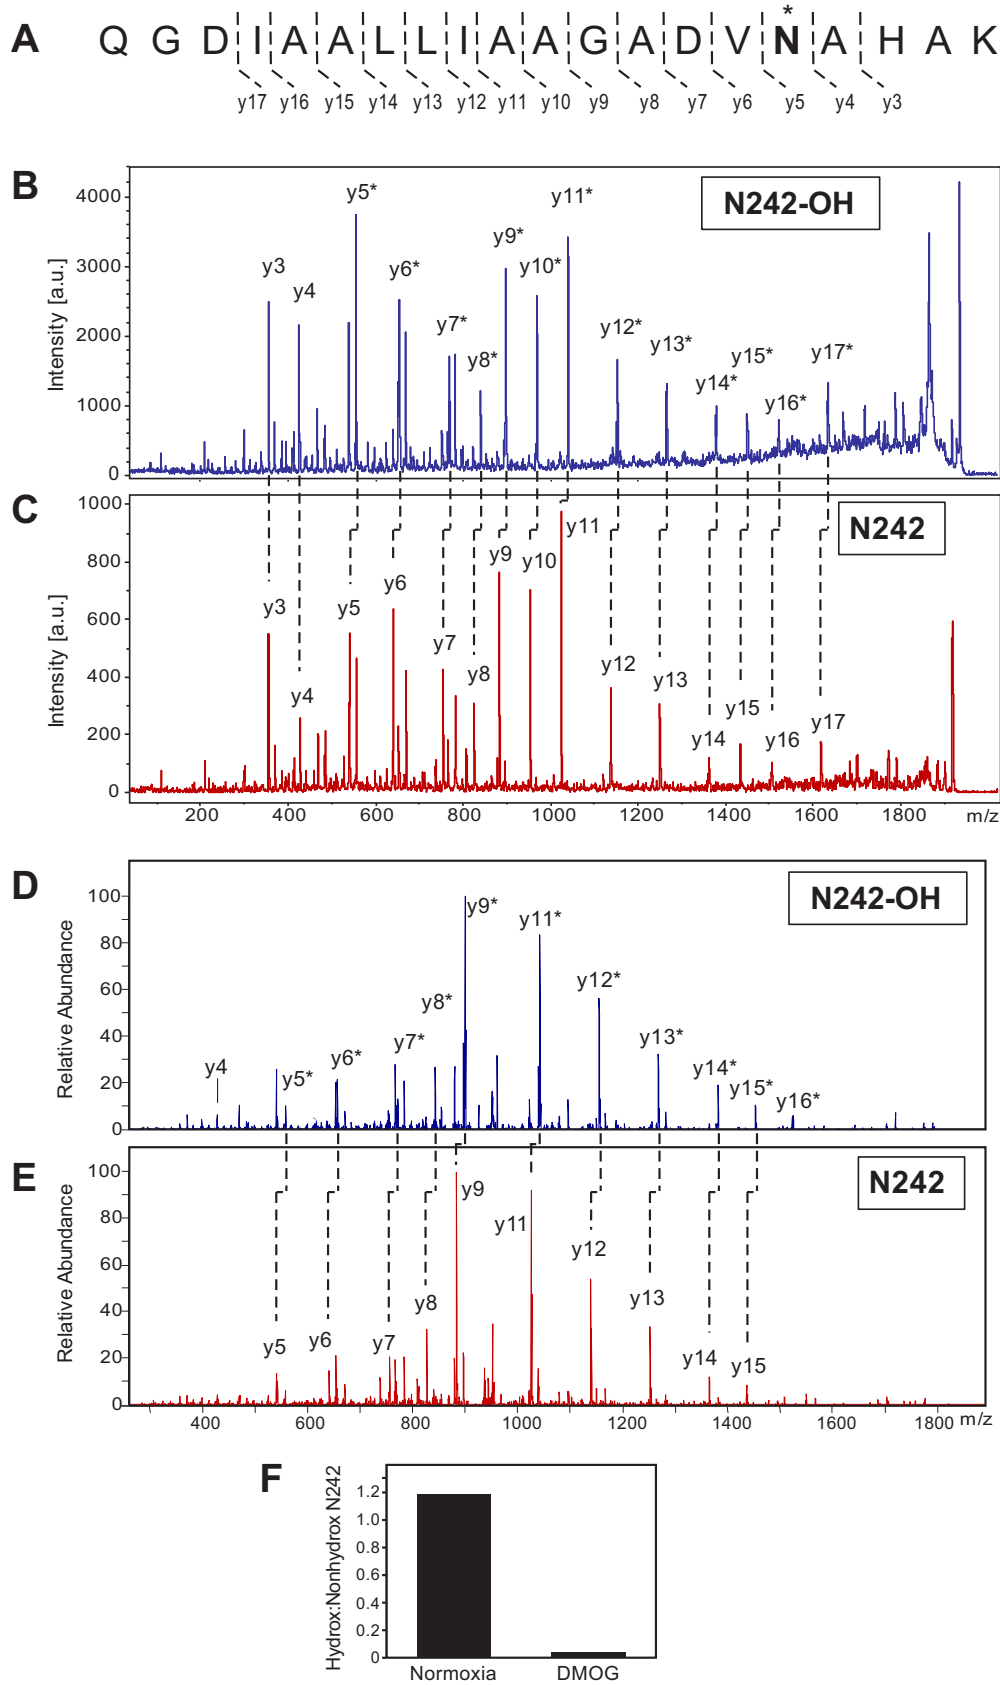 A Q G D I A A L L I A A G A D V N* A H A K
y17 y16 y15 y14 y13 y12 y11 y10 y9 y8 y7 y6 y5 y4 y3
B
N242-OH
Intensity [a.u.]
4000
3000
2000
1000
0
y3 y4 y5* y6* y7* y8* y9* y10* y11* y12* y13* y14* y15* y16* y17*
C
N242
Intensity [a.u.]
1000
800
600
400
200
0
y3 y4 y5 y6 y7 y8 y9 y10 y11 y12 y13 y14 y15 y16 y17
200 400 600 800 1000 1200 1400 1600 1800 m/z
D
N242-OH
Relative Abundance
100
80
60
40
20
0
y4 y5* y6* y7* y8* y9* y11* y12* y13* y14* y15* y16*
E
N242
Relative Abundance
100
80
60
40
20
0
y5 y6 y7 y8 y9 y11 y12 y13 y14 y15
400 600 800 1000 1200 1400 1600 1800 m/z
F
Hydrox:Nonhydrox N242
1.2
1.0
0.8
0.6
0.4
0.2
0
Normoxia DMOG